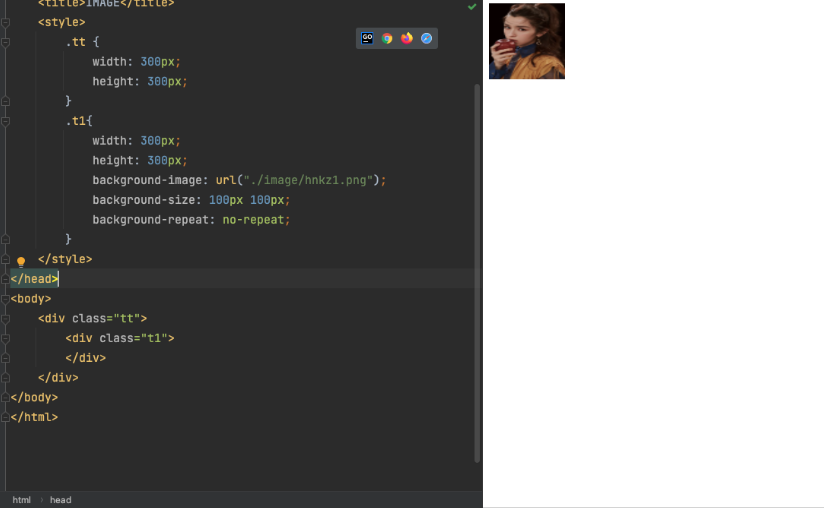 <title>IMAGE</title>
<style>
.tt {
width: 300px;
height: 300px;
}
.t1{
width: 300px;
height: 300px;
background-image: url("./image/hnkz1.png");
background-size: 100px 100px;
background-repeat: no-repeat;
}
</style>
</head>
<body>
<div class="tt">
<div class="t1">
</div>
</div>
</body>
</html>
GO
html › head